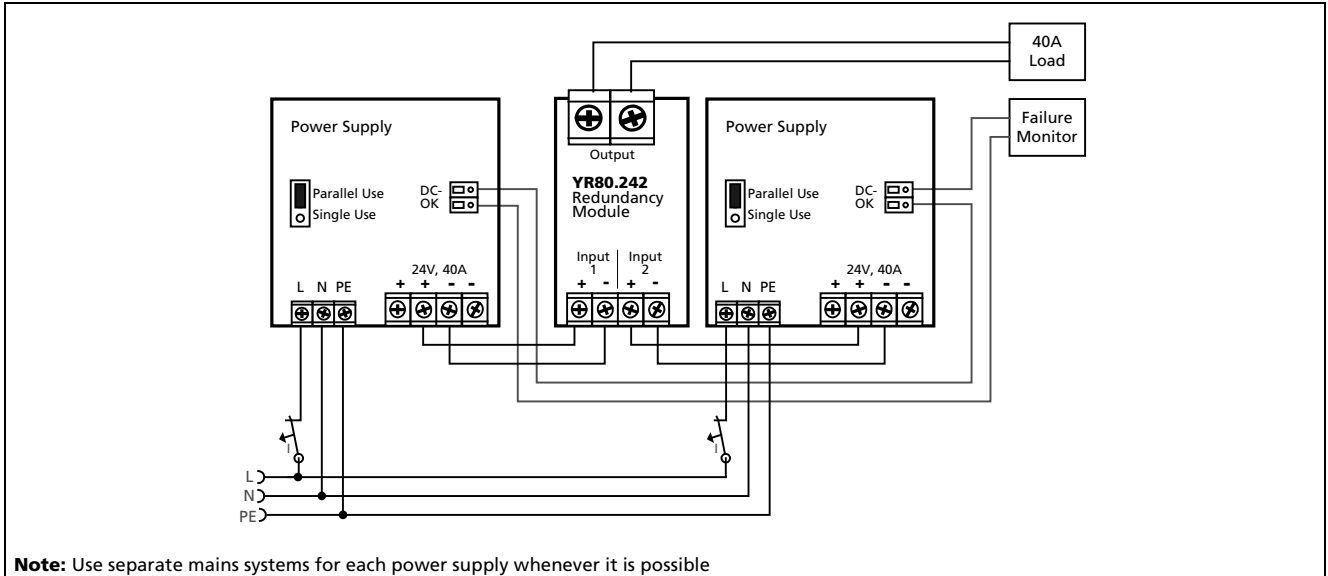 40A
Load
Failure
Monitor
Power Supply
Parallel Use
Single Use
DC-
OK
24V, 40A
+ + - -
L N PE
Output
YR80.242
Redundancy
Module
Input
1
Input
2
+ - + -
Power Supply
Parallel Use
Single Use
DC-
OK
24V, 40A
+ + - -
L N PE
I
I
L
N
PE
Note: Use separate mains systems for each power supply whenever it is possible